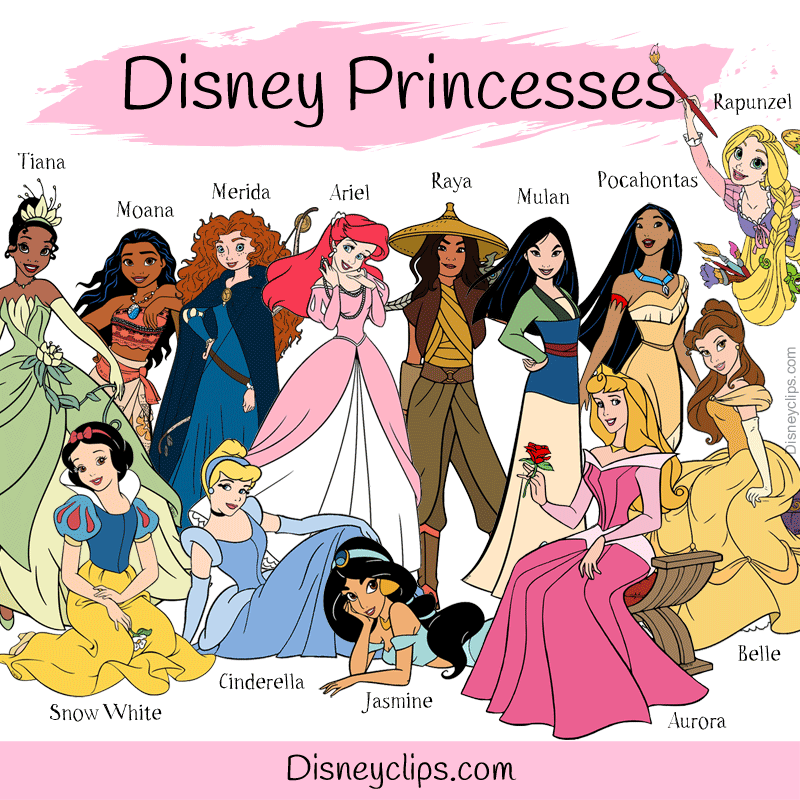 Disney Princesses
Rapunzel
Tiana
Moana
Merida
Ariel
Raya
Mulan
Pocahontas
Disneyclips.com
Belle
Cinderella
Jasmine
Snow White
Aurora
Disneyclips.com